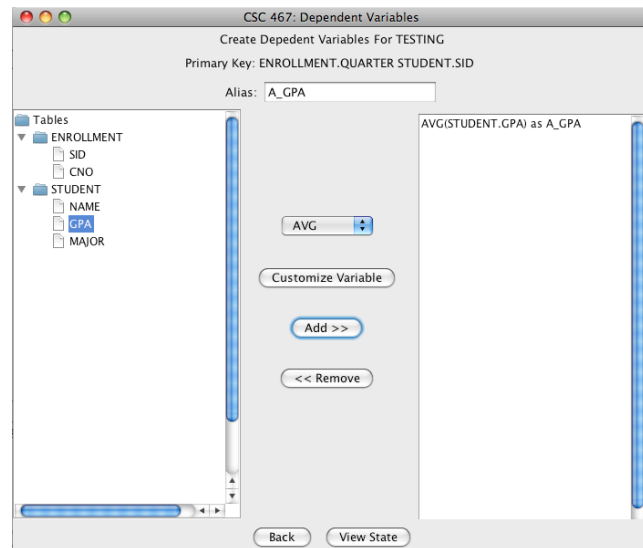 CSC 467: Dependent Variables
Create Depedent Variables For TESTING
Primary Key: ENROLLMENT.QUARTER STUDENT.SID
Alias: A_GPA
Tables
ENROLLMENT
SID
CNO
STUDENT
NAME
GPA
MAJOR
AVG
Customize Variable
Add >>
<< Remove
AVG(STUDENT.GPA) as A_GPA
Back View State